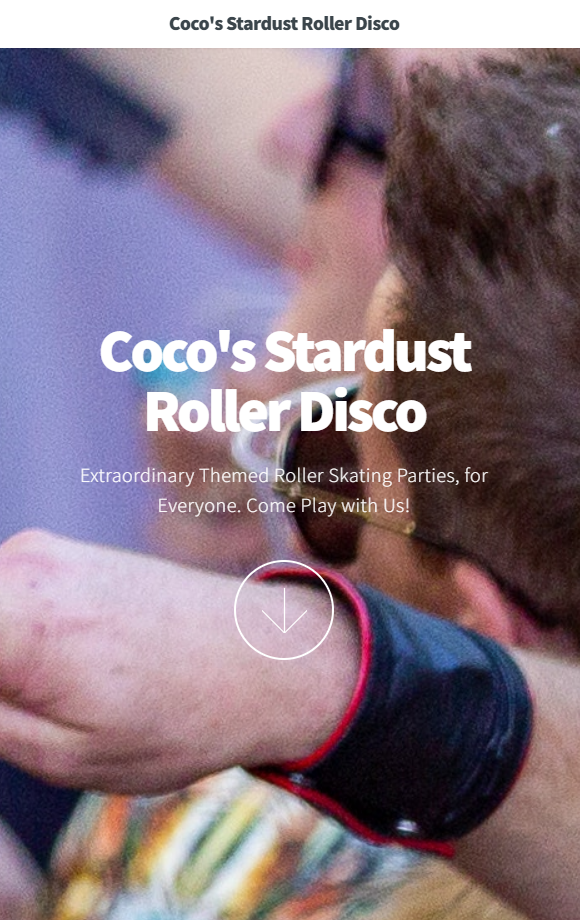 Coco's Stardust Roller Disco
Coco's Stardust
Roller Disco
Extraordinary Themed Roller Skating Parties, for
Everyone. Come Play with Us!